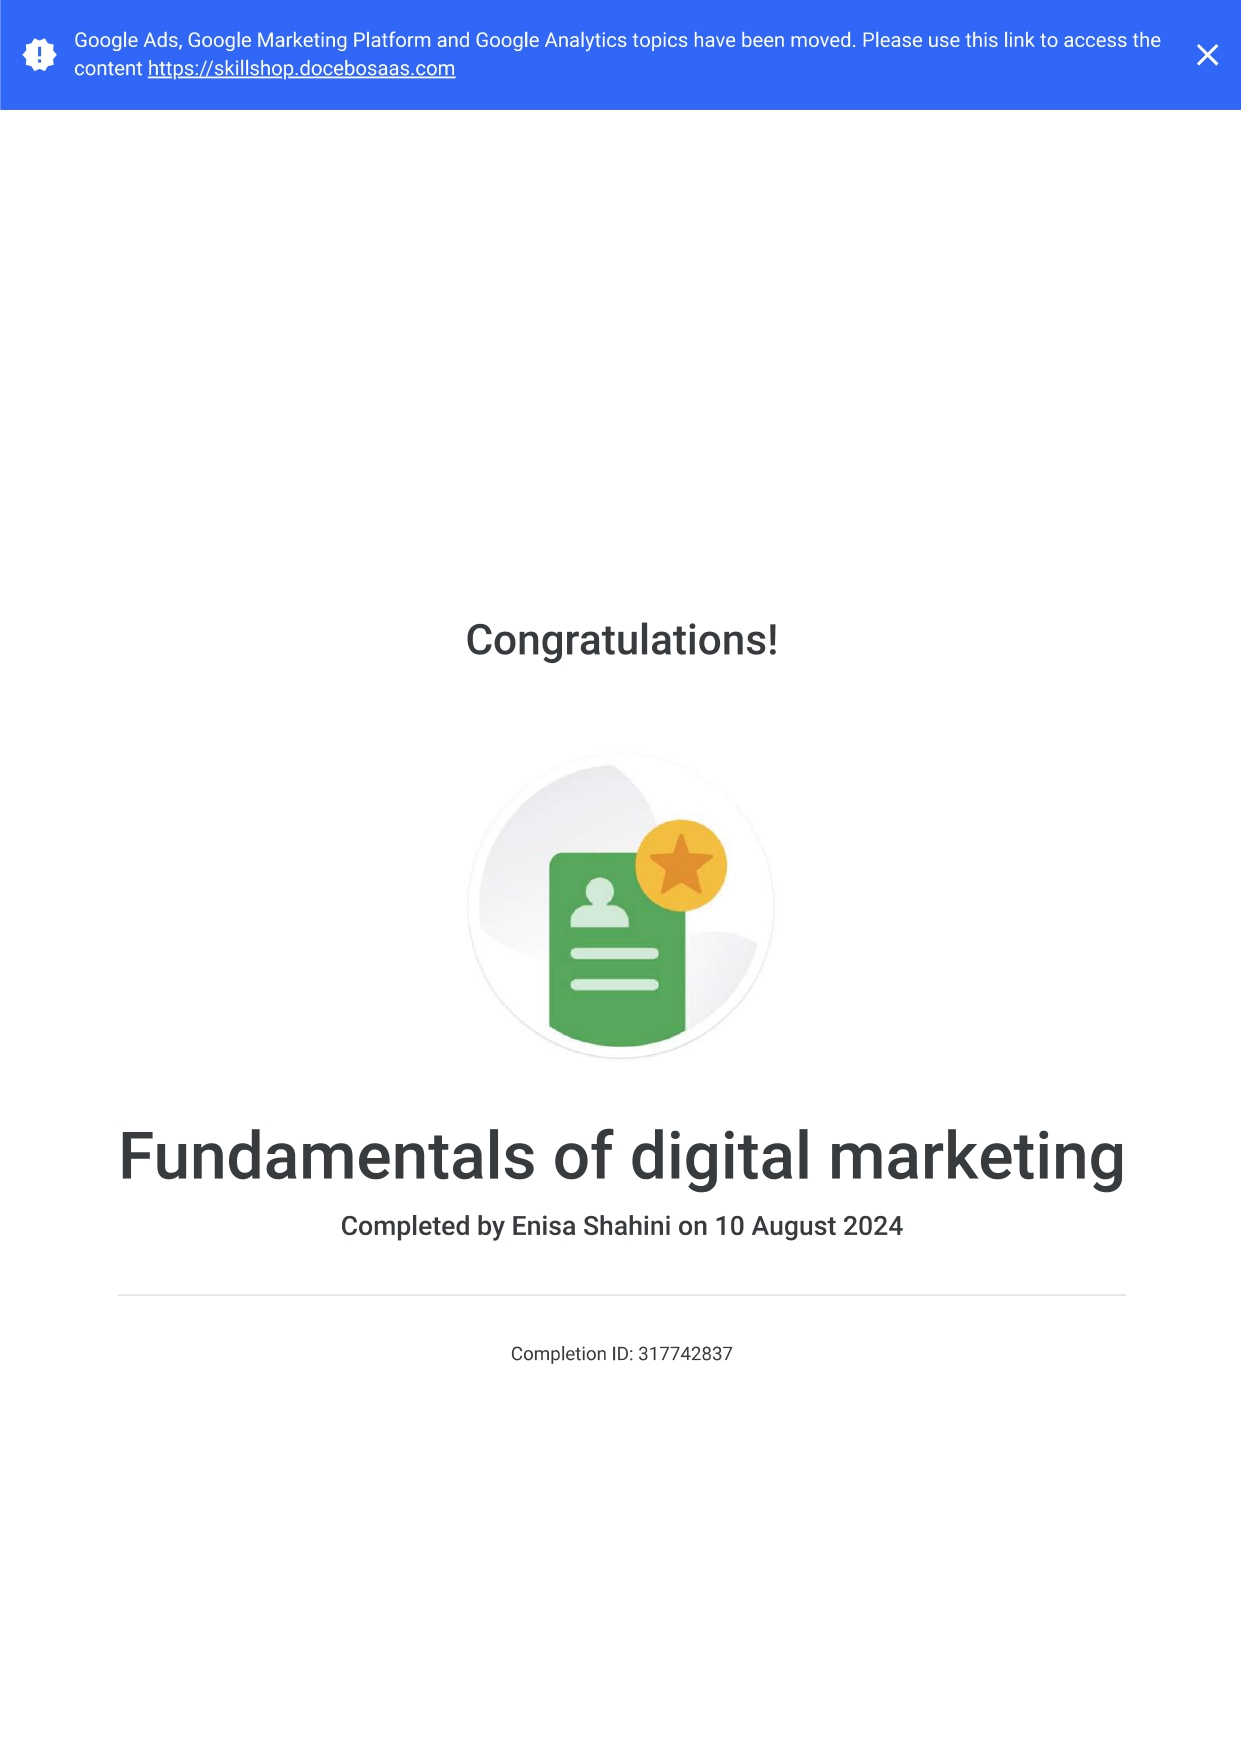 Google Ads, Google Marketing Platform and Google Analytics topics have been moved. Please use this link to access the
content https://skillshop.docebosaas.com
Congratulations!
Fundamentals of digital marketing
Completed by Enisa Shahini on 10 August 2024
Completion ID: 317742837